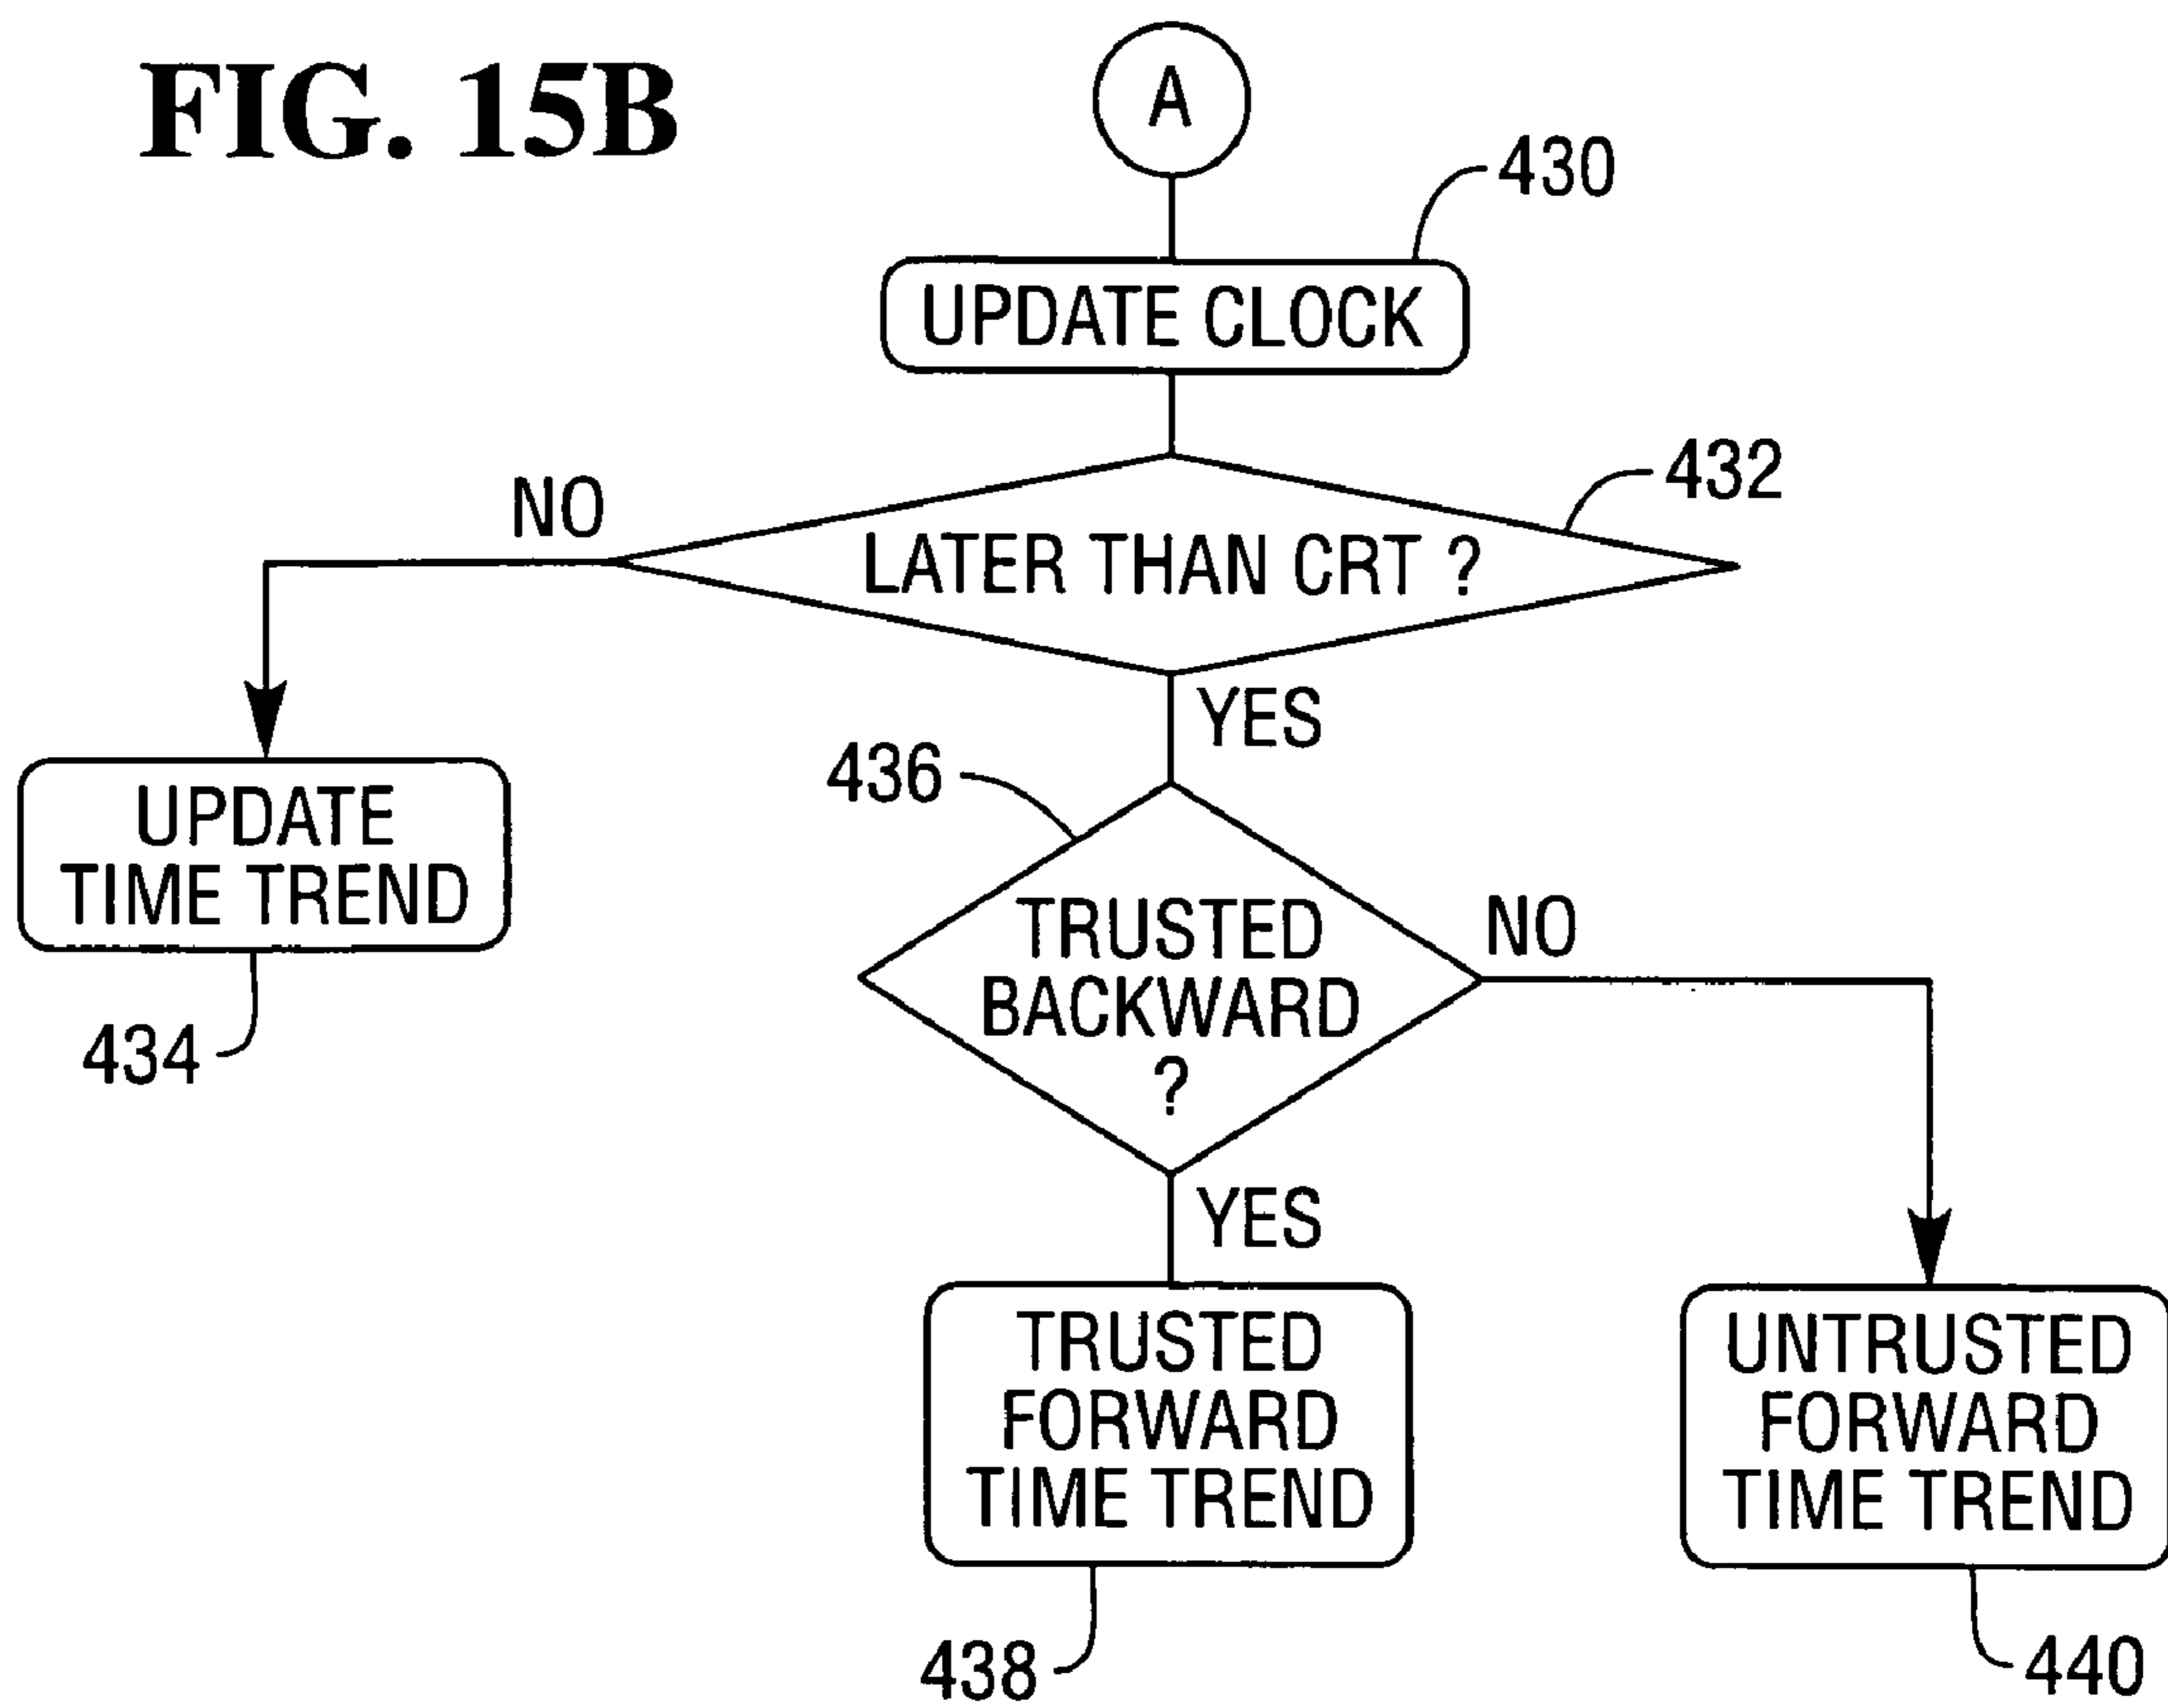 FIG. 15B
A
430
UPDATE CLOCK
432
NO
LATER THAN CRT ?
YES
436
UPDATE
TIME TREND
434
TRUSTED
BACKWARD
?
NO
YES
TRUSTED
FORWARD
TIME TREND
438
UNTRUSTED
FORWARD
TIME TREND
440